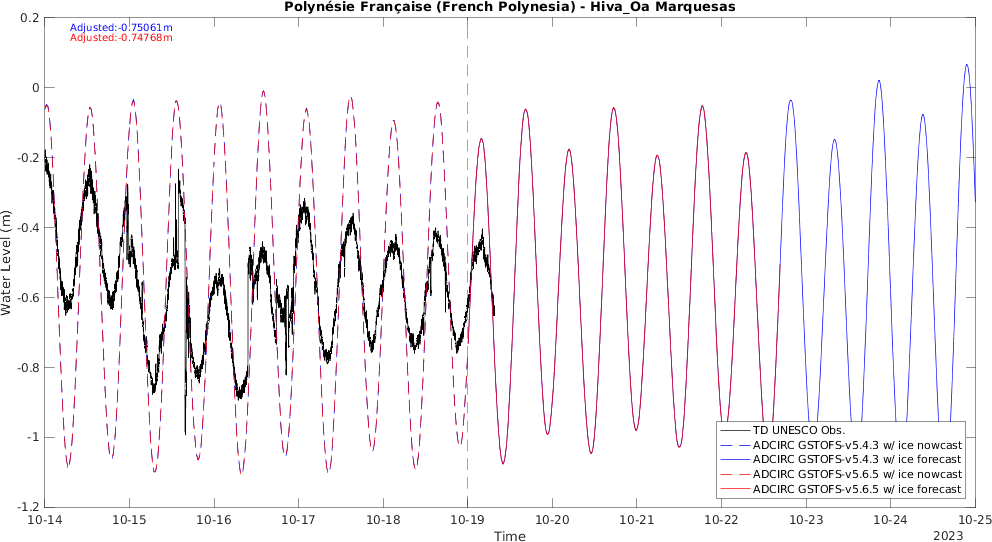 Polynésie Française (French Polynesia) - Hiva_Oa Marquesas
Adjusted:-0.75061m
Adjusted:-0.74768m
0.2
0
-0.2
-0.4
-0.6
-0.8
-1
-1.2
Water Level (m)
TD UNESCO Obs.
ADCIRC GSTOFS-v5.4.3 w/ ice nowcast
ADCIRC GSTOFS-v5.4.3 w/ ice forecast
ADCIRC GSTOFS-v5.6.5 w/ ice nowcast
ADCIRC GSTOFS-v5.6.5 w/ ice forecast
10-14 10-15 10-16 10-17 10-18 10-19 10-20 10-21 10-22 10-23 10-24 10-25
Time
2023